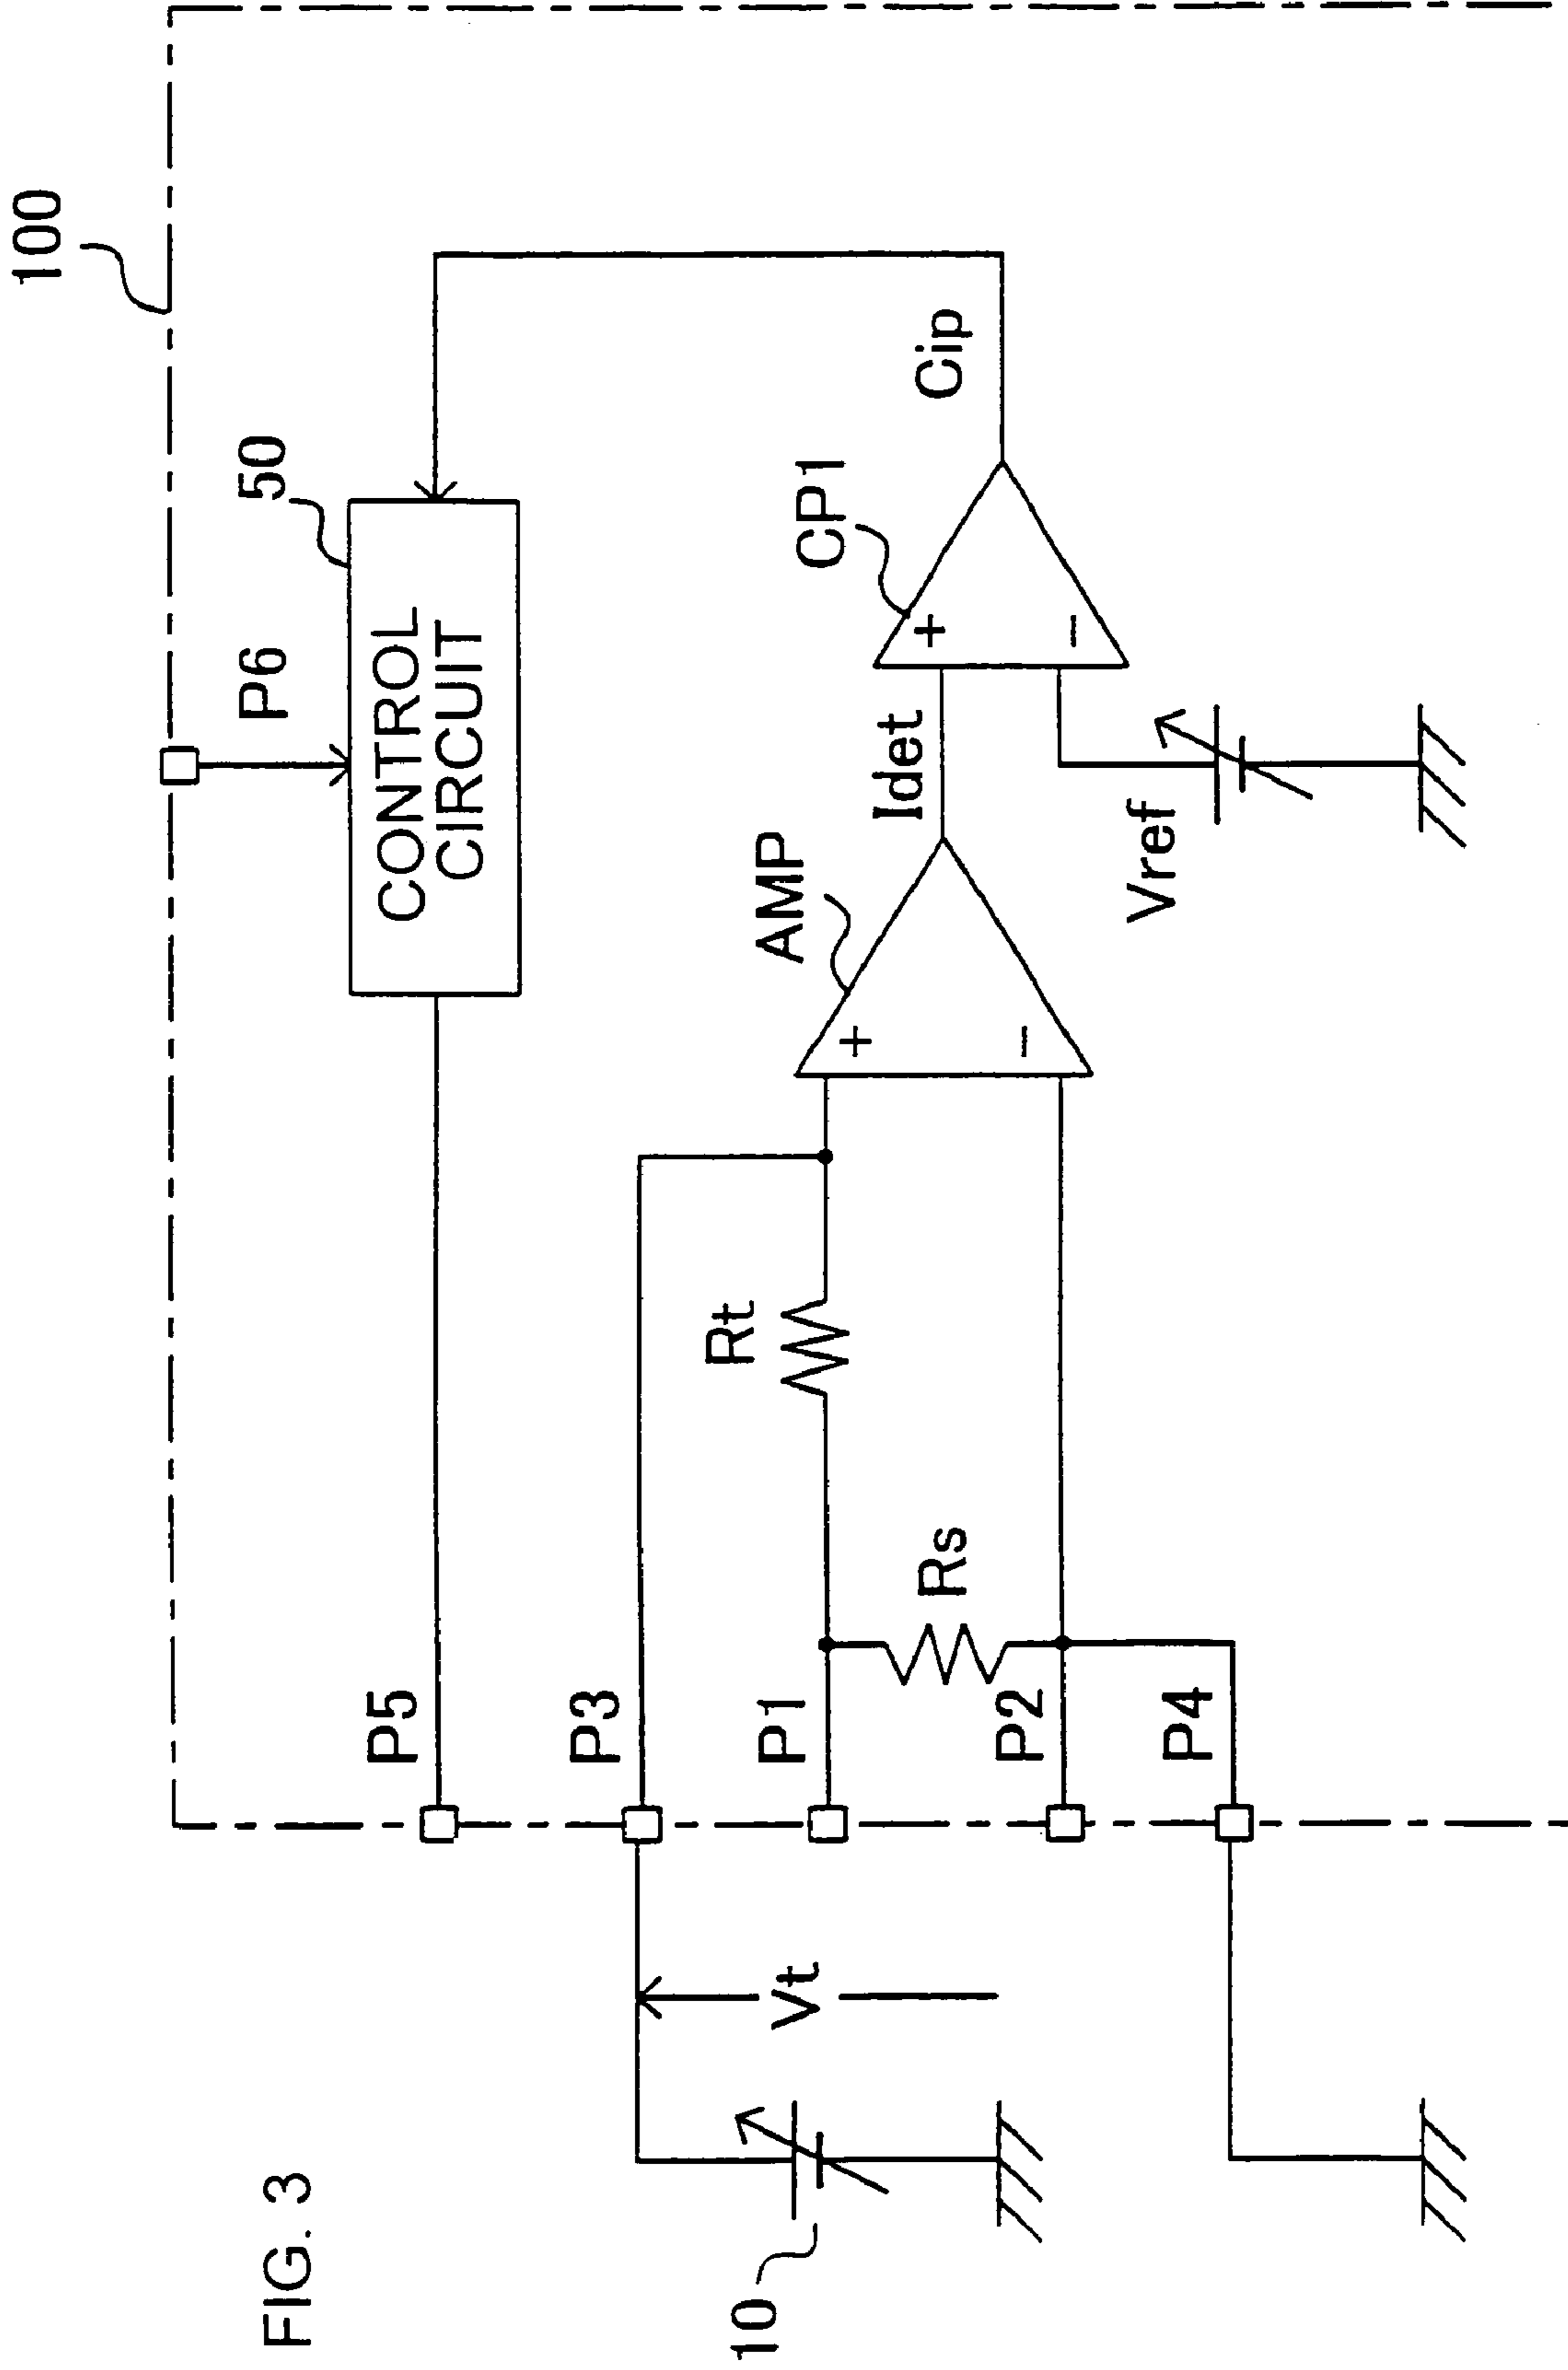 FIG. 3
100
P6
50
CONTROL
CIRCUIT
P5
P3
P1
P2
P4
Rt
Rs
AMP
+
−
Idet
CP1
+
−
Cip
Vref
Vt
10